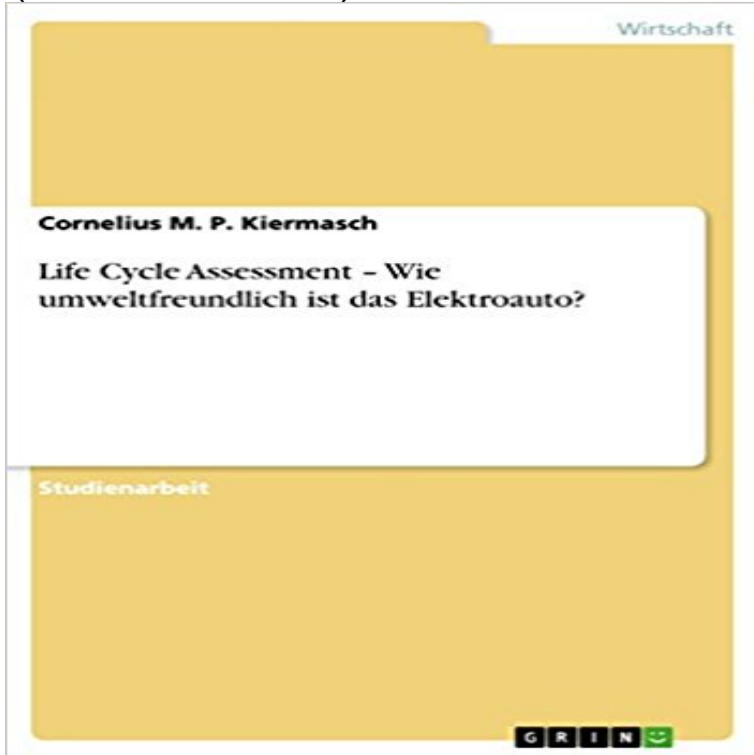 Wirtschaft
Cornelius M. P. Kiermasch
Life Cycle Assessment – Wie
umweltfreundlich ist das Elektroauto?
Studienarbeit
GRIN